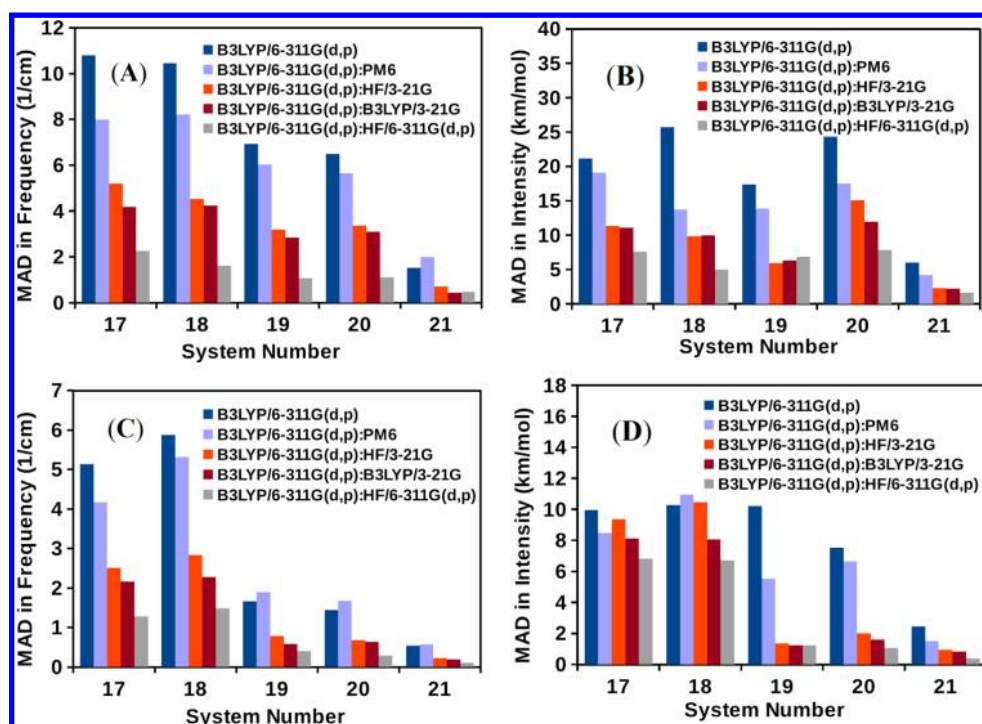 (A)
MAD in Frequency (1/cm)
12
10
8
6
4
2
0
B3LYP/6-311G(d,p)
B3LYP/6-311G(d,p):PM6
B3LYP/6-311G(d,p):HF/3-21G
B3LYP/6-311G(d,p):B3LYP/3-21G
B3LYP/6-311G(d,p):HF/6-311G(d,p)
17 18 19 20 21
System Number
(B)
MAD in Intensity (km/mol)
40
35
30
25
20
15
10
5
0
B3LYP/6-311G(d,p)
B3LYP/6-311G(d,p):PM6
B3LYP/6-311G(d,p):HF/3-21G
B3LYP/6-311G(d,p):B3LYP/3-21G
B3LYP/6-311G(d,p):HF/6-311G(d,p)
17 18 19 20 21
System Number
(C)
MAD in Frequency (1/cm)
7
6
5
4
3
2
1
0
B3LYP/6-311G(d,p)
B3LYP/6-311G(d,p):PM6
B3LYP/6-311G(d,p):HF/3-21G
B3LYP/6-311G(d,p):B3LYP/3-21G
B3LYP/6-311G(d,p):HF/6-311G(d,p)
17 18 19 20 21
System Number
(D)
MAD in Intensity (km/mol)
18
16
14
12
10
8
6
4
2
0
B3LYP/6-311G(d,p)
B3LYP/6-311G(d,p):PM6
B3LYP/6-311G(d,p):HF/3-21G
B3LYP/6-311G(d,p):B3LYP/3-21G
B3LYP/6-311G(d,p):HF/6-311G(d,p)
17 18 19 20 21
System Number